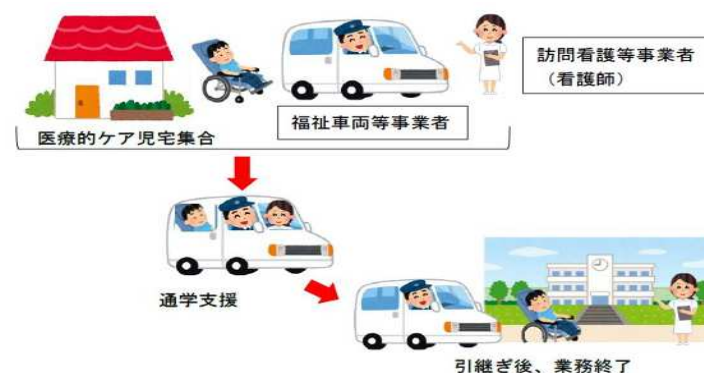 訪問看護等事業者
（看護師）
福祉車両等事業者
医療的ケア児宅集合
通学支援
引継ぎ後、業務終了